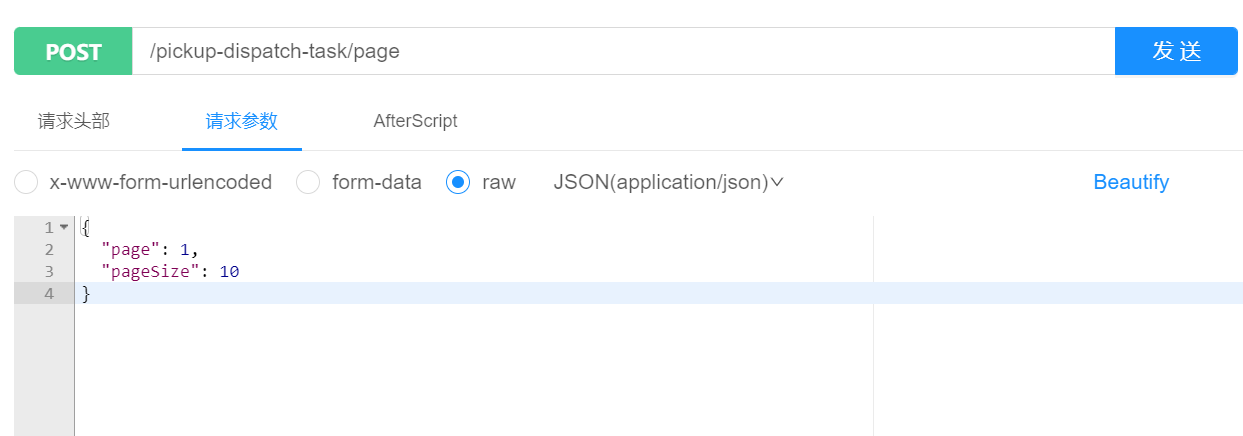 POST /pickup-dispatch-task/page 发 送
请求头部 请求参数 AfterScript
x-www-form-urlencoded form-data raw JSON(application/json) Beautify
1 {
2 "page": 1,
3 "pageSize": 10
4 }